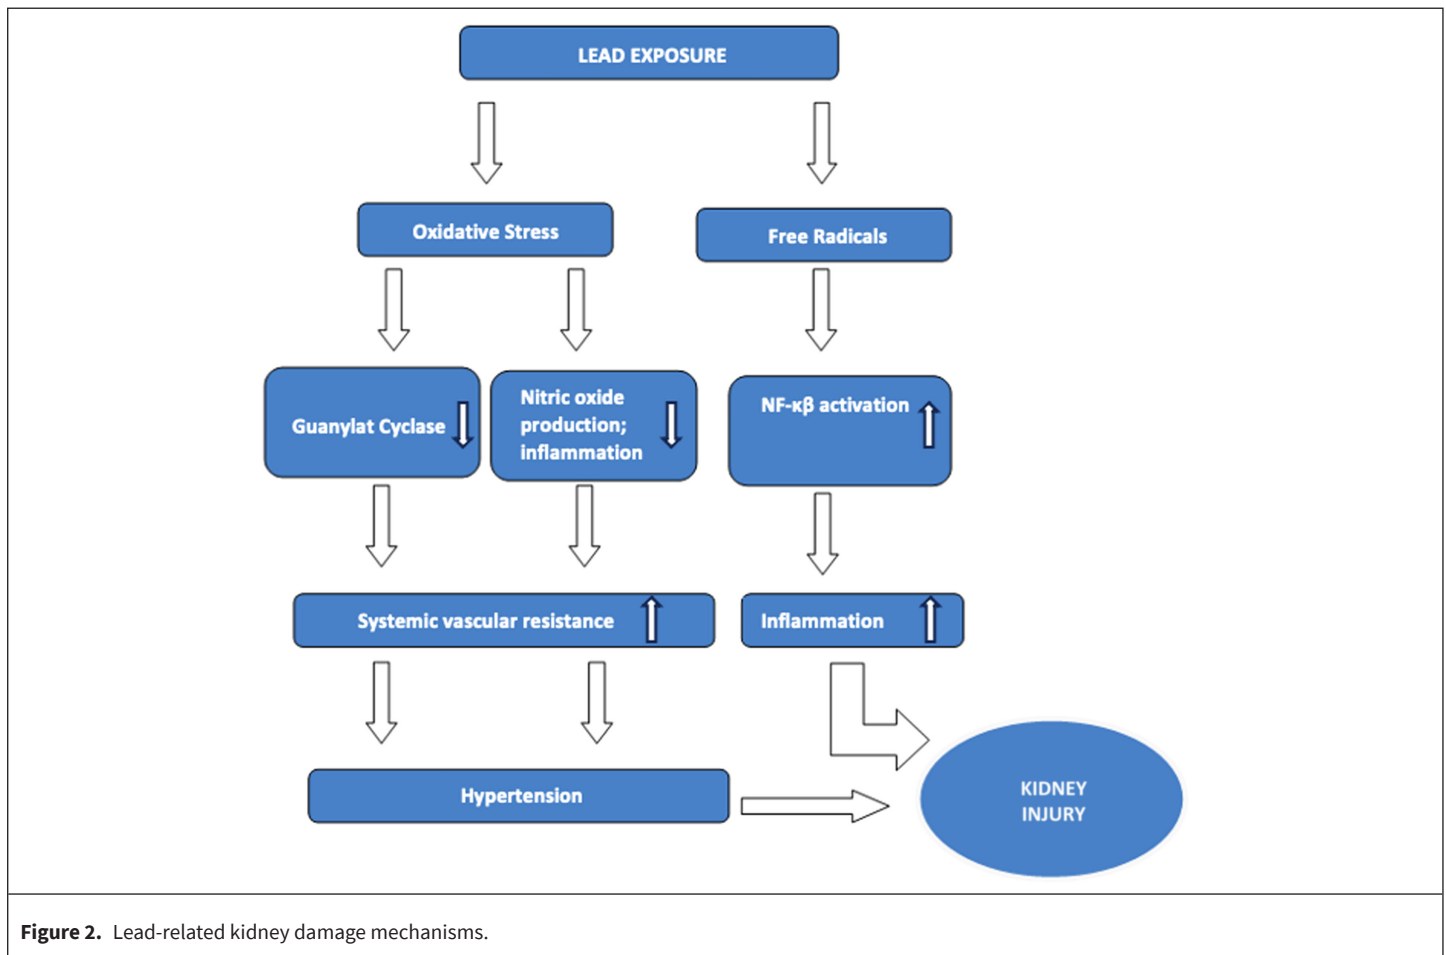 LEAD EXPOSURE
Oxidative Stress
Free Radicals
Guanylat Cyclase
Nitric oxide
production;
inflammation
NF-κβ activation
Systemic vascular resistance
Inflammation
Hypertension
KIDNEY
INJURY
Figure 2. Lead-related kidney damage mechanisms.